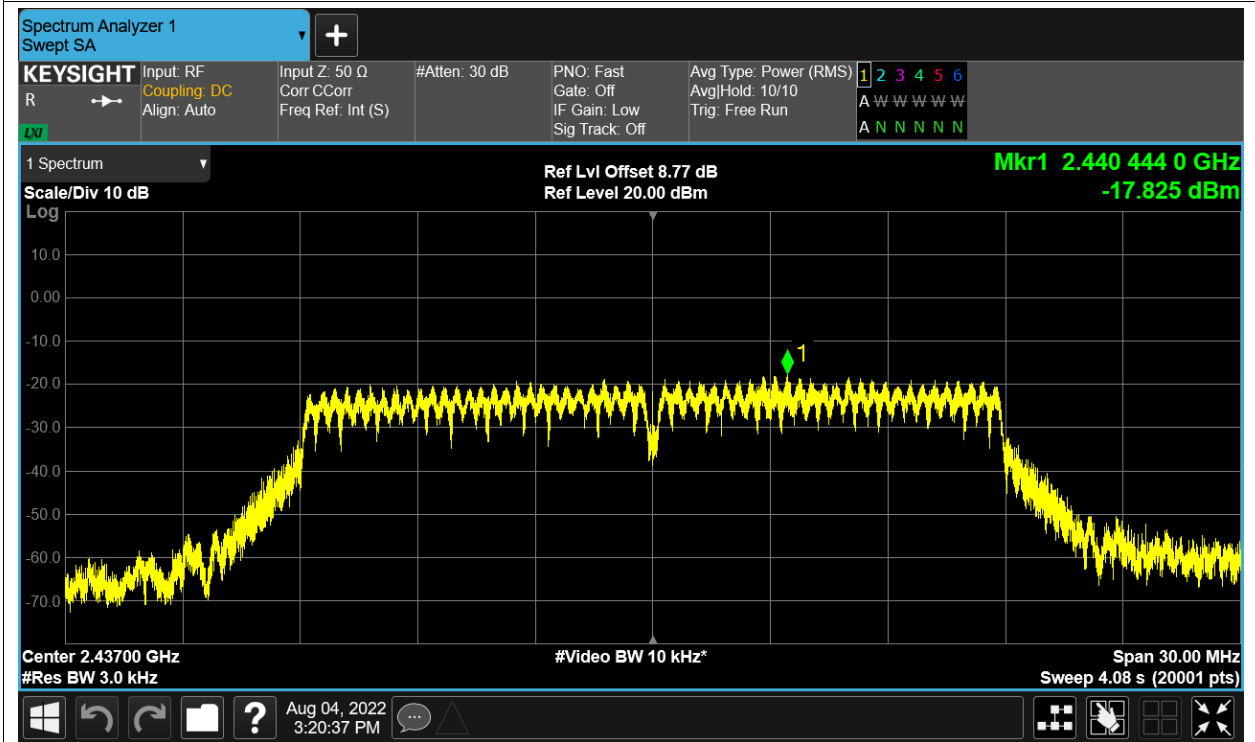 Spectrum Analyzer 1
Swept SA
KEYSIGHT
R
LXI
Input: RF
Coupling: DC
Align: Auto
Input Z: 50 Ω
Corr CCorr
Freq Ref: Int (S)
#Atten: 30 dB
PNO: Fast
Gate: Off
IF Gain: Low
Sig Track: Off
Avg Type: Power (RMS)
Avg|Hold: 10/10
Trig: Free Run
1 2 3 4 5 6
A W W W W W
A N N N N N
1 Spectrum
Scale/Div 10 dB
Log
Ref Lvl Offset 8.77 dB
Ref Level 20.00 dBm
Mkr1 2.440 444 0 GHz
-17.825 dBm
10.0
0.00
-10.0
1
-20.0
-30.0
-40.0
-50.0
-60.0
-70.0
Center 2.43700 GHz
#Video BW 10 kHz*
Span 30.00 MHz
#Res BW 3.0 kHz
Sweep 4.08 s (20001 pts)
?
Aug 04, 2022
3:20:37 PM